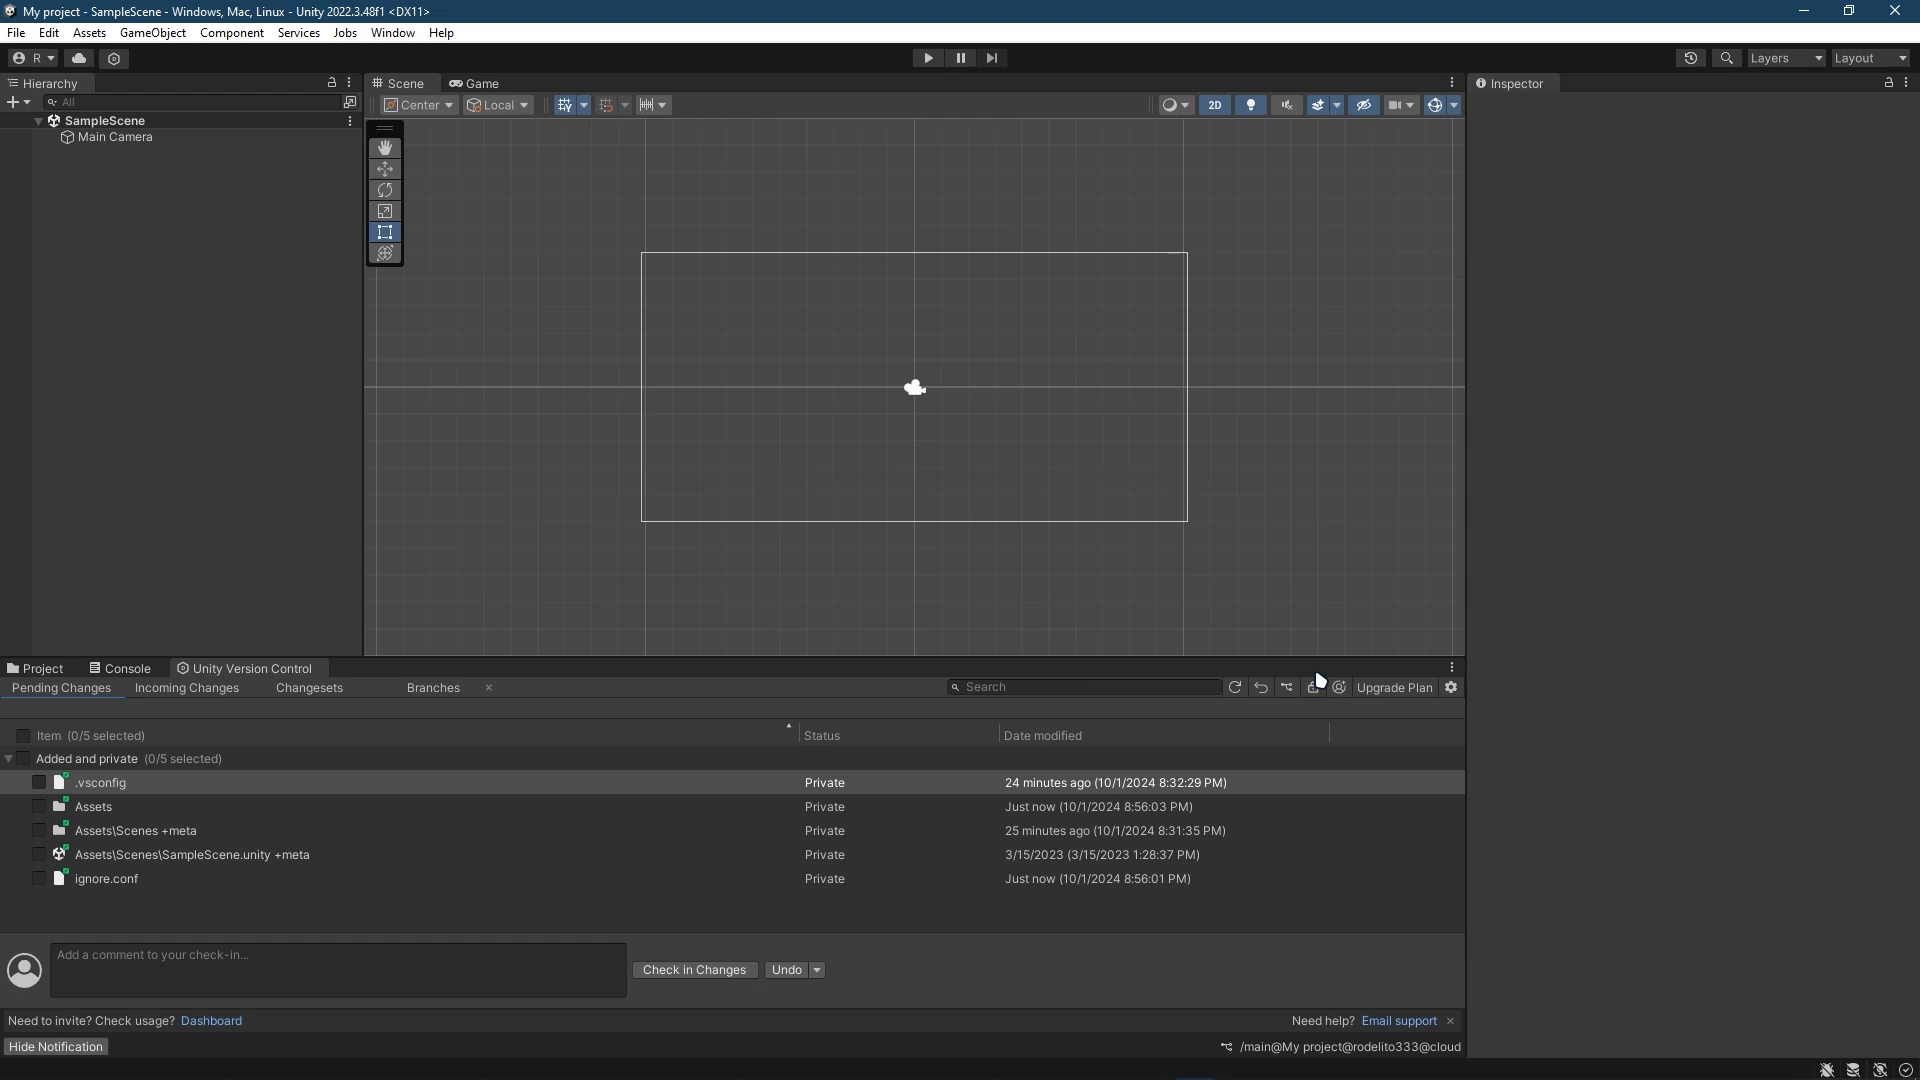 My project - SampleScene - Windows, Mac, Linux - Unity 2022.3.48f1 <DX11>
File Edit Assets GameObject Component Services Jobs Window Help
R Layers Layout
Hierarchy Scene Game Inspector
All Center Local 2D
SampleScene
Main Camera
Project Console Unity Version Control
Pending Changes Incoming Changes Changesets Branches Search Upgrade Plan
Item (0/5 selected) Status Date modified
Added and private (0/5 selected)
.vsconfig Private 24 minutes ago (10/1/2024 8:32:29 PM)
Assets Private Just now (10/1/2024 8:56:03 PM)
Assets\Scenes +meta Private 25 minutes ago (10/1/2024 8:31:35 PM)
Assets\Scenes\SampleScene.unity +meta Private 3/15/2023 (3/15/2023 1:28:37 PM)
ignore.conf Private Just now (10/1/2024 8:56:01 PM)
Add a comment to your check-in...
Check in Changes Undo
Need to invite? Check usage? Dashboard Need help? Email support
Hide Notification /main@My project@rodelito333@cloud